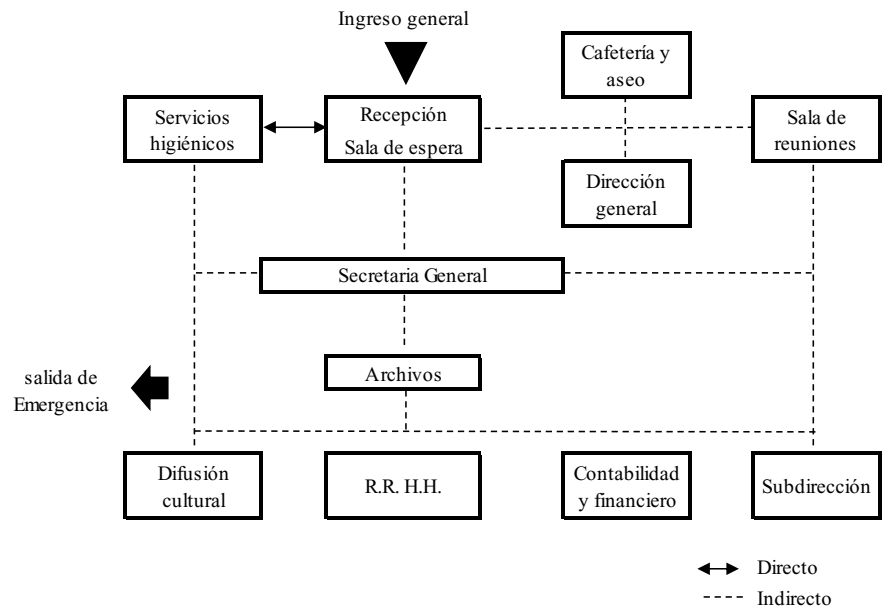 Ingreso general
Cafetería y
aseo
Servicios
higiénicos
Recepción
Sala de espera
Sala de
reuniones
Dirección
general
Secretaria General
salida de
Emergencia
Archivos
Difusión
cultural
R.R. H.H.
Contabilidad
y financiero
Subdirección
Directo
Indirecto